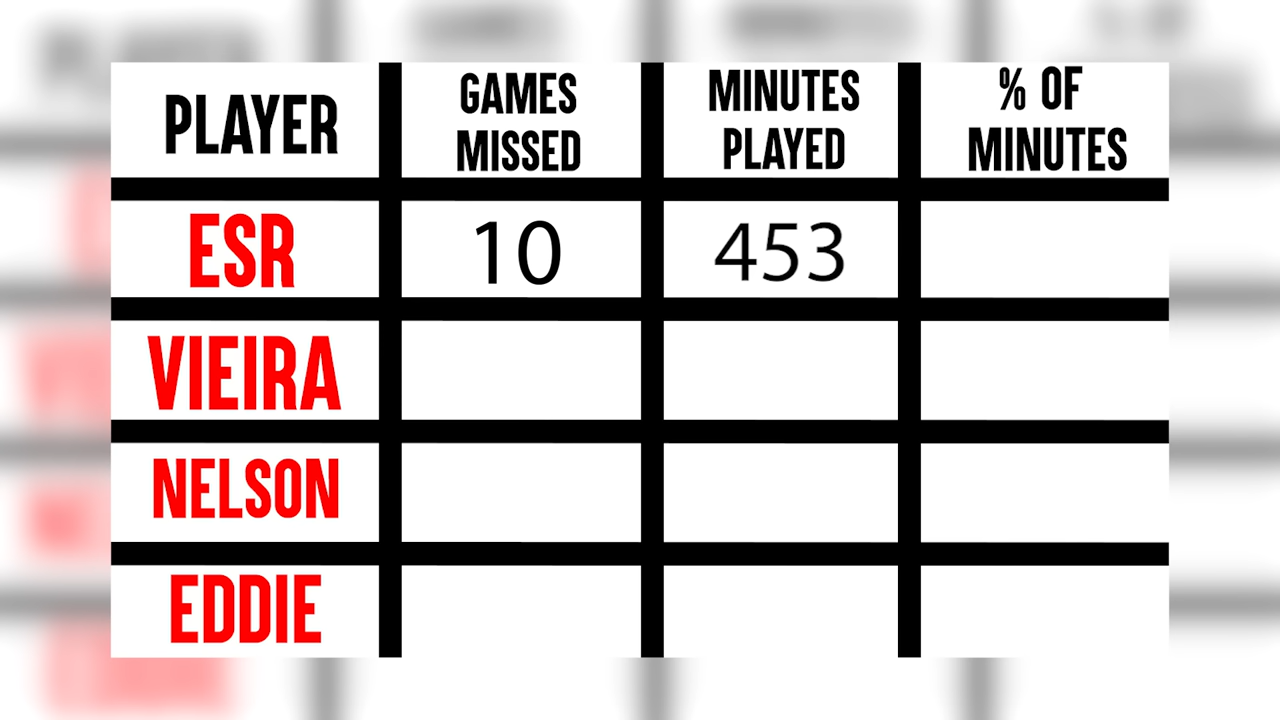 PLAYER
GAMES
MISSED
MINUTES
PLAYED
% OF
MINUTES
ESR
10
453
VIEIRA
NELSON
EDDIE